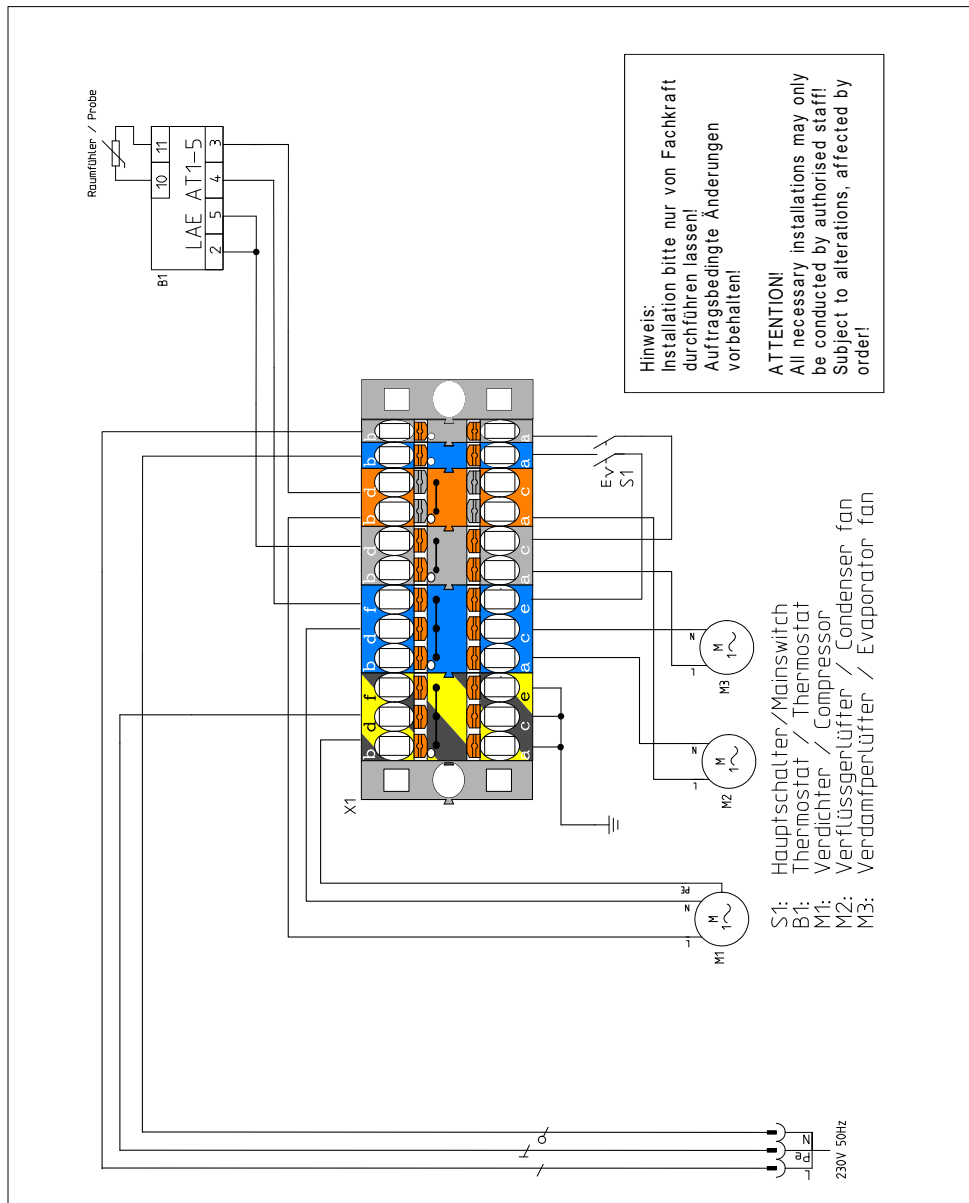 Raumfühler / Probe
10 11
LAE AT1-5
2 5 4 3
B1
b d f b d f b d b d b b
a c e a c e a c a c a a
X1
Ev
S1
PE
N
L
M
1~
M1
N
L
M
1~
M2
N
L
M
1~
M3
L
Pe
N
230V 50Hz
S1: Hauptschalter/Mainswitch
B1: Thermostat / Thermostat
M1: Verdichter / Compressor
M2: Verflüssgerlüfter / Condenser fan
M3: Verdampferlüfter / Evaporator fan
Hinweis:
Installation bitte nur von Fachkraft
durchführen lassen!
Auftragsbedingte Änderungen
vorbehalten!
ATTENTION!
All necessary installations may only
be conducted by authorised staff!
Subject to alterations, affected by
order!